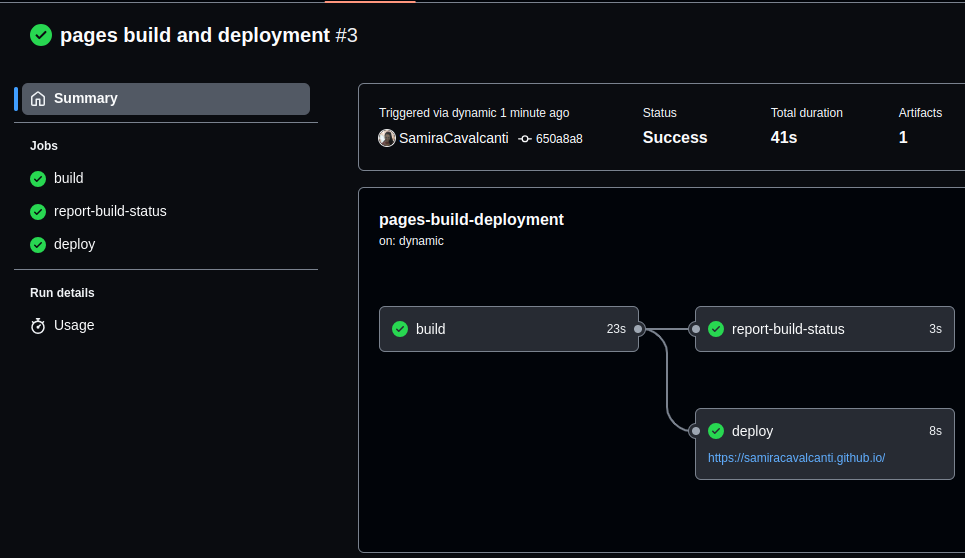 pages build and deployment #3
Summary
Jobs
build
report-build-status
deploy
Run details
Usage
Triggered via dynamic 1 minute ago
SamiraCavalcanti 650a8a8
Status
Success
Total duration
41s
Artifacts
1
pages-build-deployment
on: dynamic
build 23s
report-build-status 3s
deploy 8s
https://samiracavalcanti.github.io/